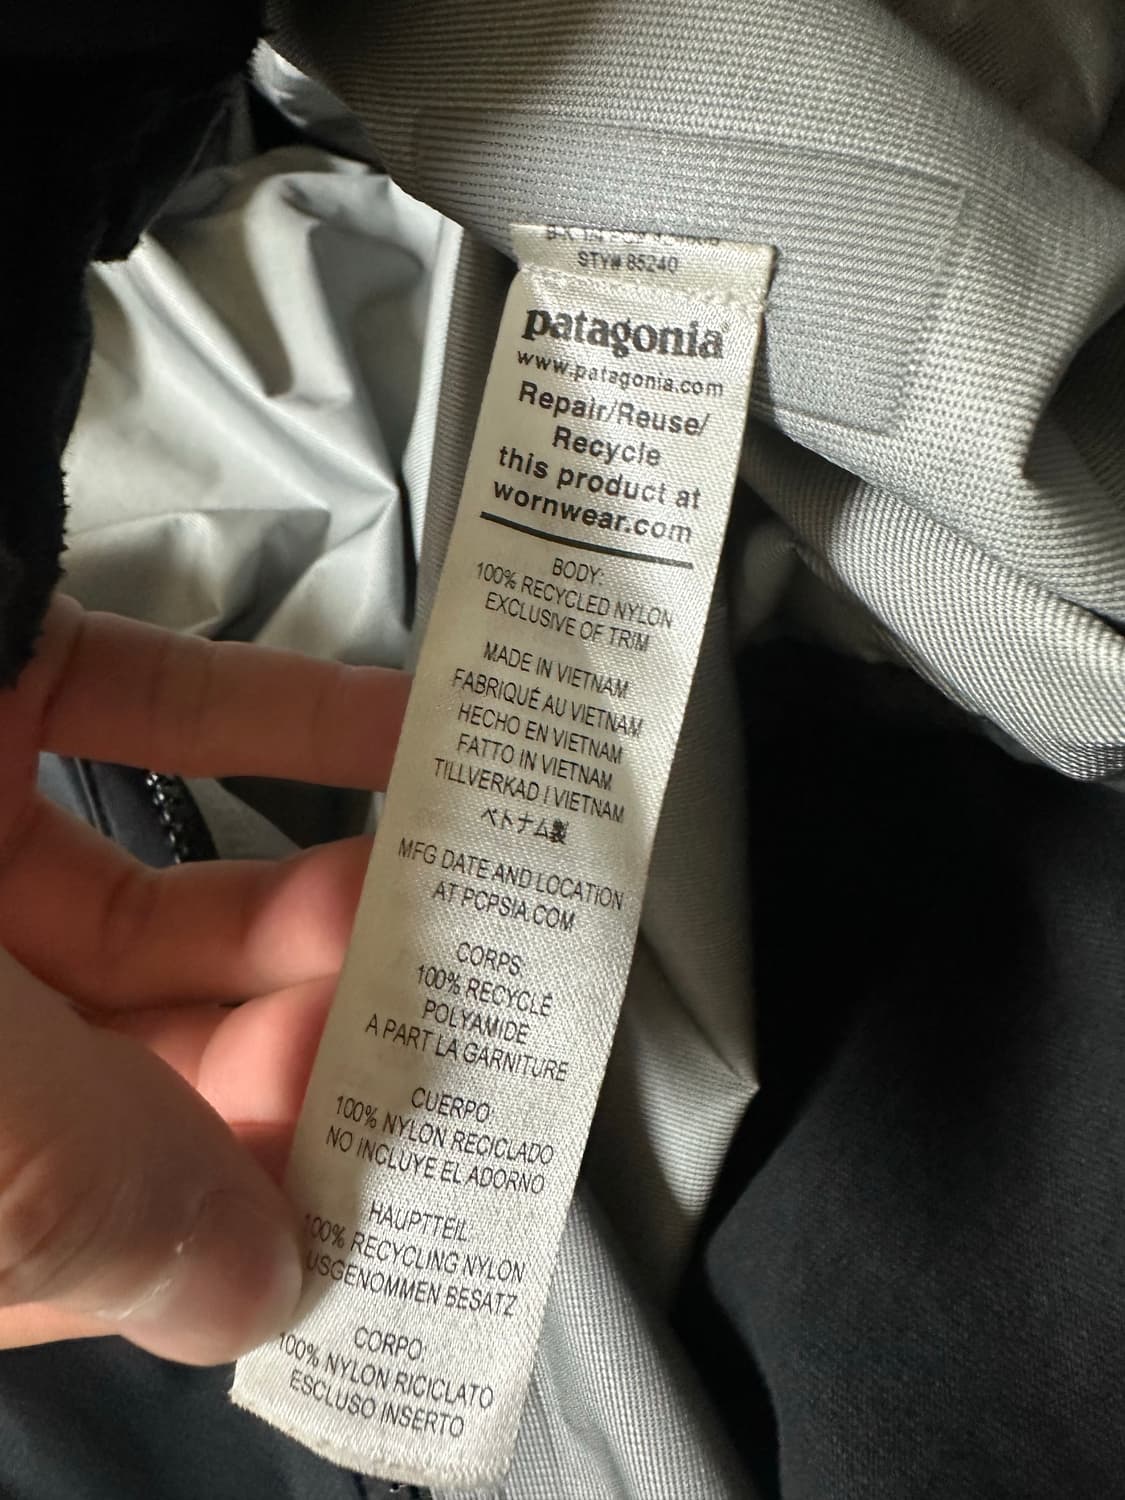 STY# 85240
patagonia®
www.patagonia.com
Repair/Reuse/
Recycle
this product at
wornwear.com
BODY:
100% RECYCLED NYLON
EXCLUSIVE OF TRIM
MADE IN VIETNAM
FABRIQUÉ AU VIETNAM
HECHO EN VIETNAM
FATTO IN VIETNAM
TILLVERKAD I VIETNAM
ベトナム製
MFG DATE AND LOCATION
AT PCPSIA.COM
CORPS:
100% RECYCLÉ
POLYAMIDE
A PART LA GARNITURE
CUERPO:
100% NYLON RECICLADO
NO INCLUYE EL ADORNO
HAUPTTEIL:
100% RECYCLING NYLON
USGENOMMEN BESATZ
CORPO:
100% NYLON RICICLATO
ESCLUSO INSERTO